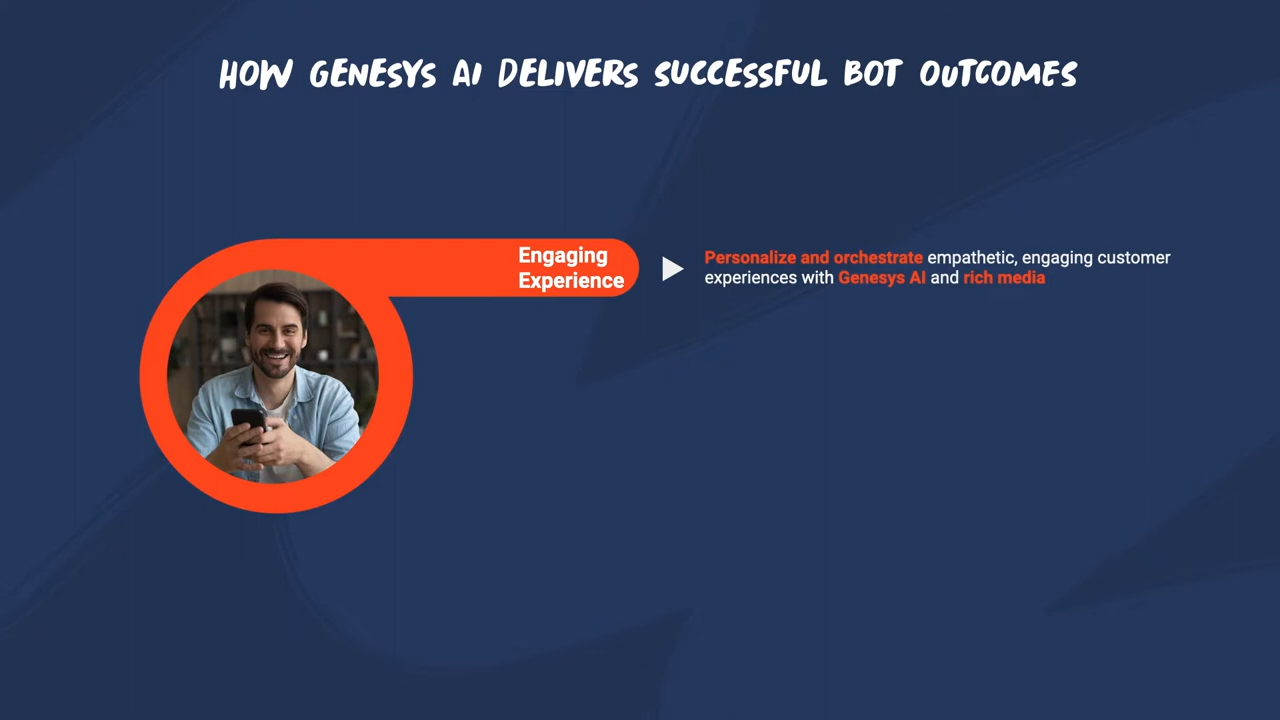 HOW GENESYS AI DELIVERS SUCCESSFUL BOT OUTCOMES
Engaging
Experience
Personalize and orchestrate empathetic, engaging customer
experiences with Genesys AI and rich media